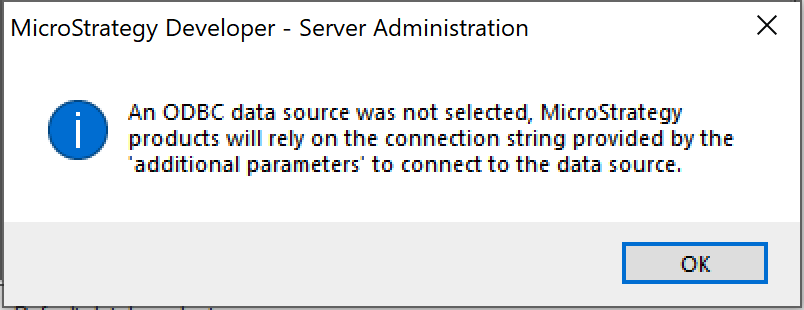 MicroStrategy Developer - Server Administration
An ODBC data source was not selected, MicroStrategy
products will rely on the connection string provided by the
'additional parameters' to connect to the data source.
OK